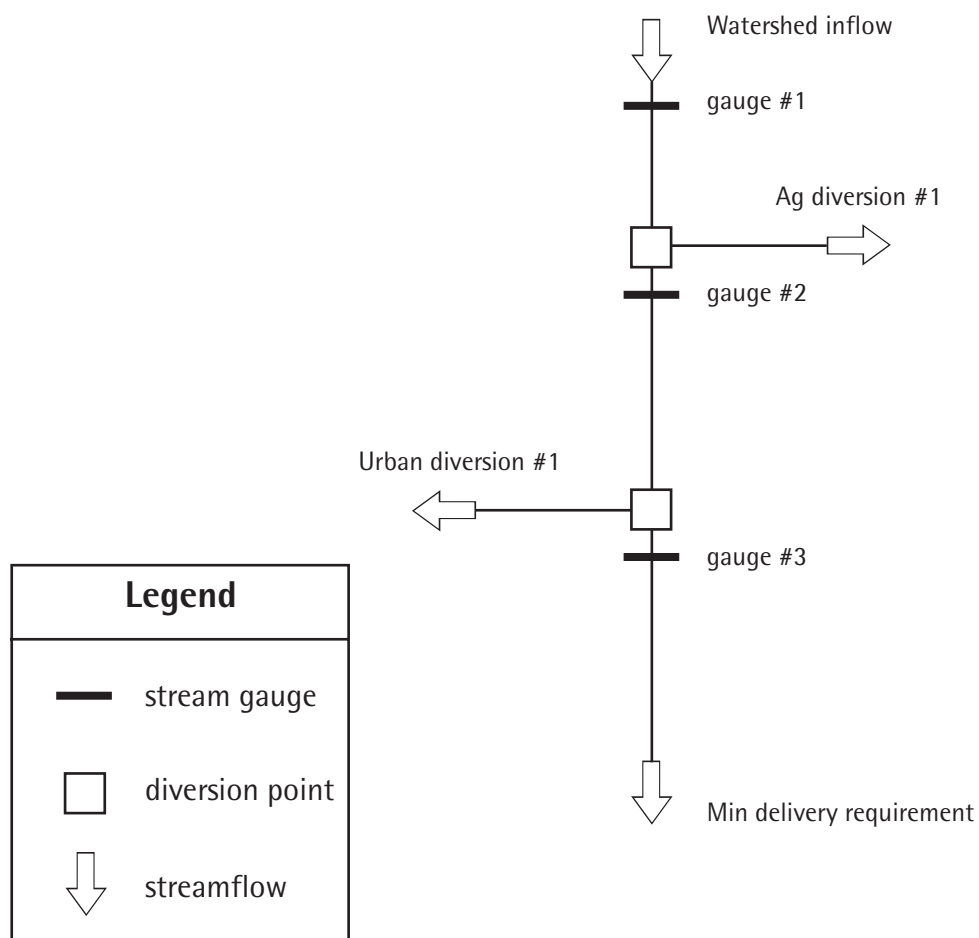 Watershed inflow
gauge #1
Ag diversion #1
gauge #2
Urban diversion #1
gauge #3
Legend
stream gauge
diversion point
Min delivery requirement
streamflow